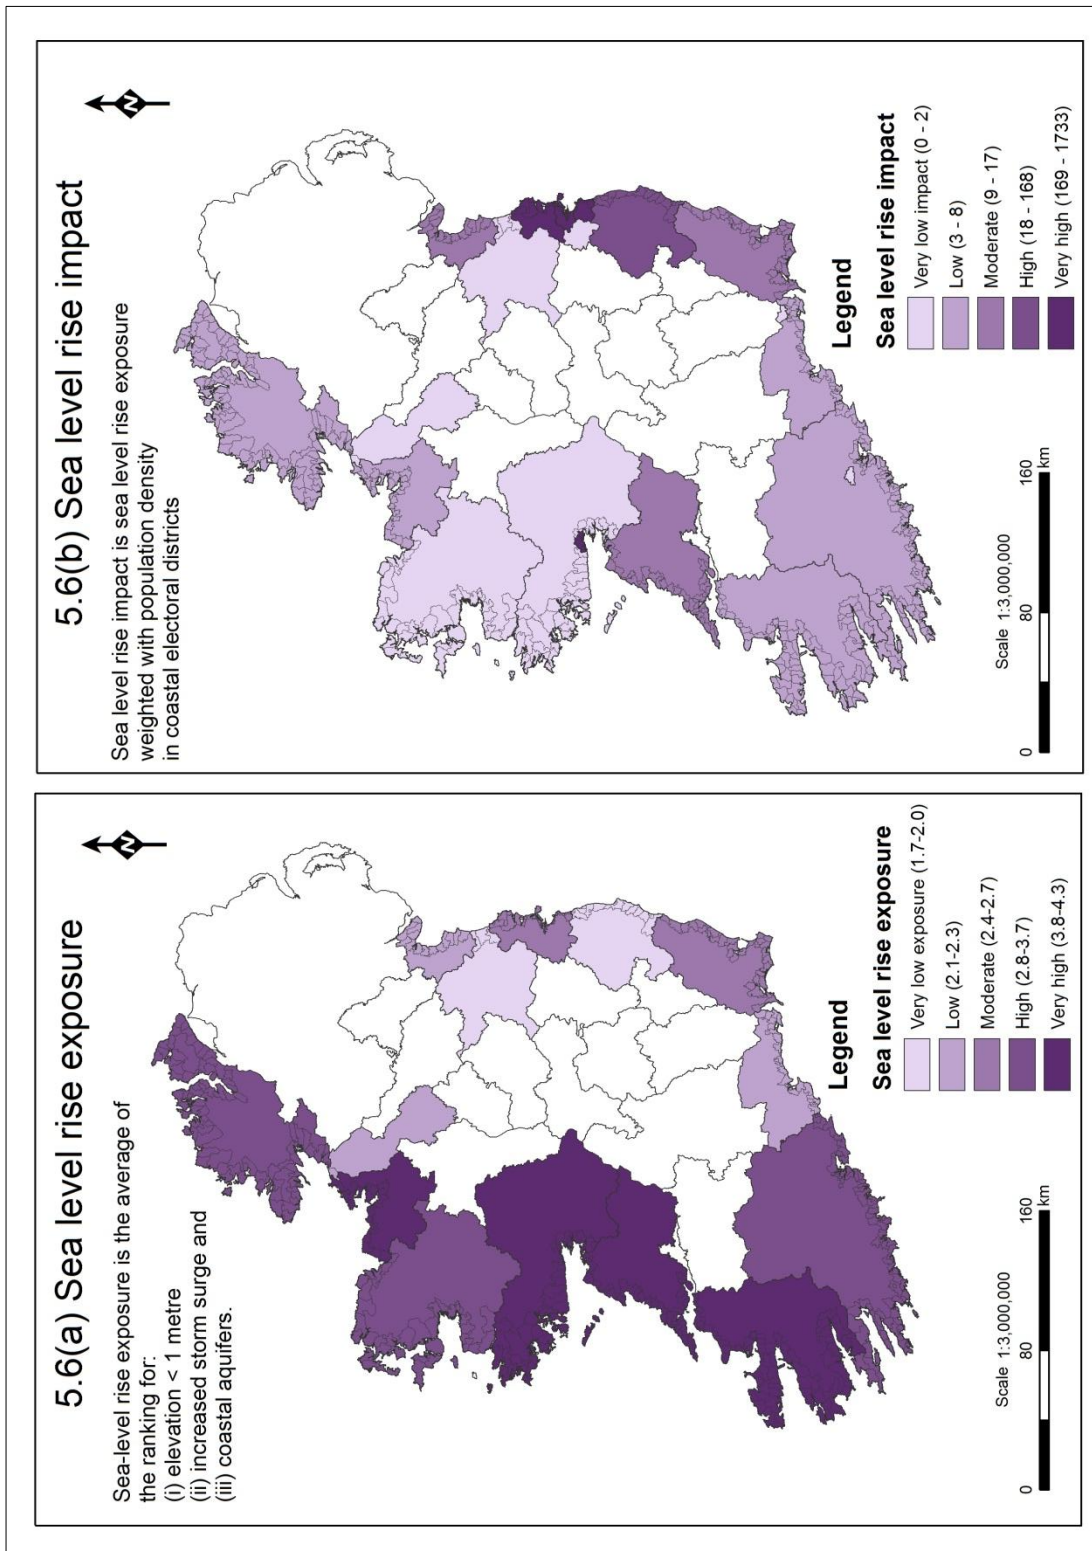 5.6(a) Sea level rise exposure
Sea-level rise exposure is the average of
the ranking for:
(i) elevation < 1 metre
(ii) increased storm surge and
(iii) coastal aquifers.
N
Legend
Sea level rise exposure
Very low exposure (1.7-2.0)
Low (2.1-2.3)
Moderate (2.4-2.7)
High (2.8-3.7)
Very high (3.8-4.3)
Scale 1:3,000,000
0 80 160
km
5.6(b) Sea level rise impact
Sea level rise impact is sea level rise exposure
weighted with population density
in coastal electoral districts
N
Legend
Sea level rise impact
Very low impact (0 - 2)
Low (3 - 8)
Moderate (9 - 17)
High (18 - 168)
Very high (169 - 1733)
Scale 1:3,000,000
0 80 160
km